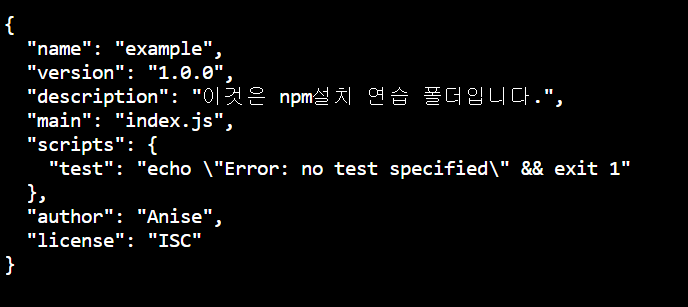 {
  "name": "example",
  "version": "1.0.0",
  "description": "이것은 npm설치 연습 폴더입니다.",
  "main": "index.js",
  "scripts": {
    "test": "echo \"Error: no test specified\" && exit 1"
  },
  "author": "Anise",
  "license": "ISC"
}